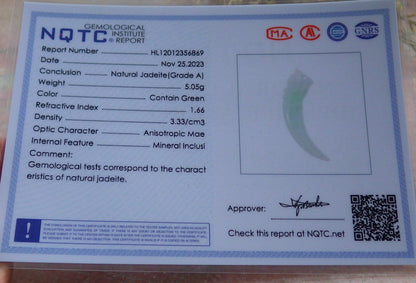 NQTC GEMOLOGICAL INSTITUTE REPORT
MA
GNBS
Report Number HL12012356869
Date Nov 25.2023
Conclusion Natural Jadeite(Grade A)
Weight 5.05g
Color Contain Green
Refractive Index 1.66
Density 3.33/cm3
Optic Character Anisotropic Mae
Internal Feature Mineral Inclusi
Comment:
Gemological tests correspond to the charact
eristics of natural jadeite.
Approver:
Check this report at NQTC.net